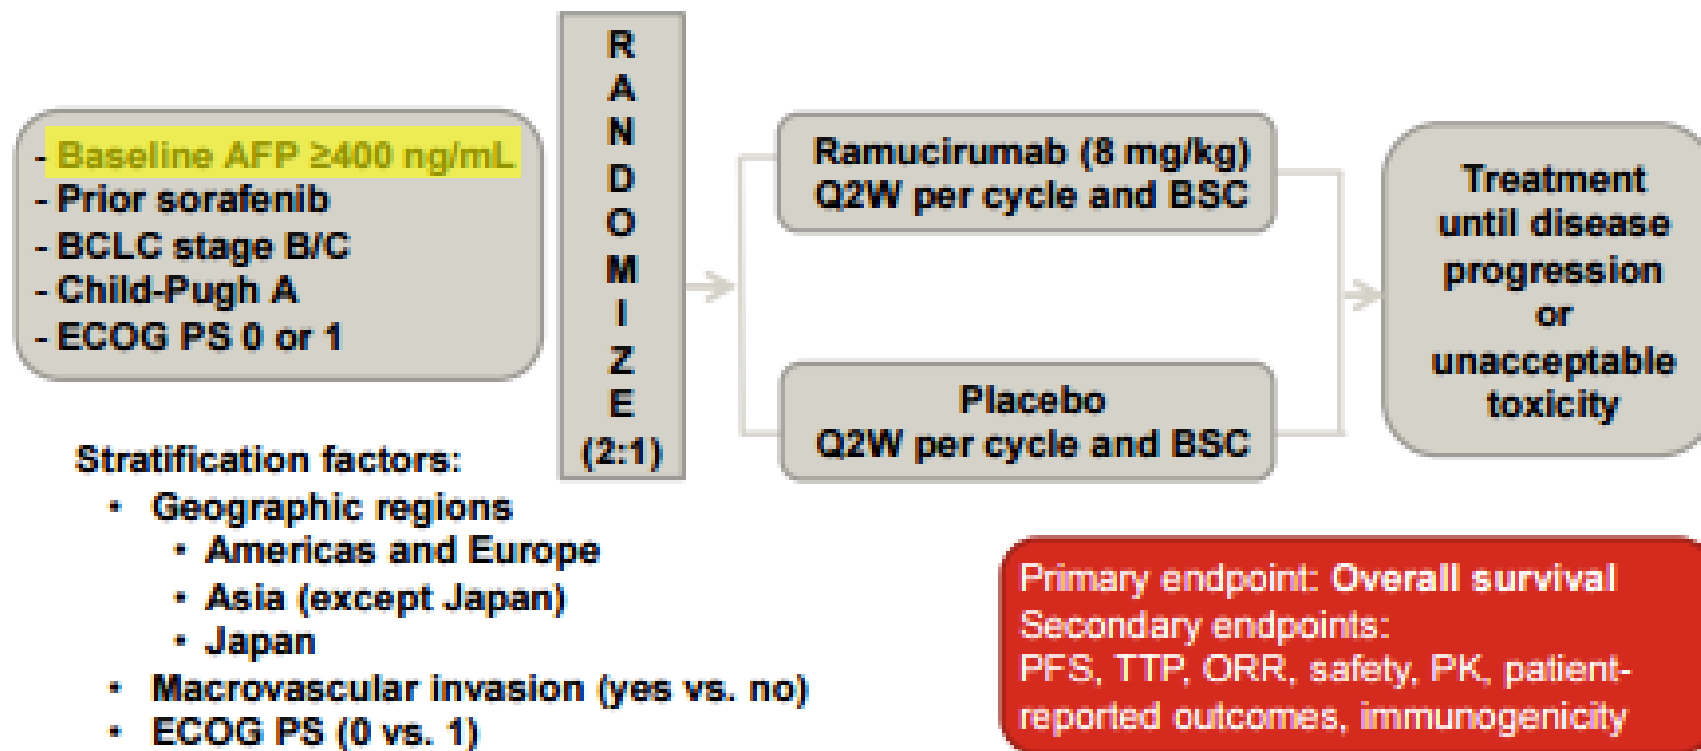 - Baseline AFP ≥400 ng/mL
- Prior sorafenib
- BCLC stage B/C
- Child-Pugh A
- ECOG PS 0 or 1
R
A
N
D
O
M
I
Z
E
(2:1)
Ramucirumab (8 mg/kg)
Q2W per cycle and BSC
Placebo
Q2W per cycle and BSC
Treatment
until disease
progression
or
unacceptable
toxicity
Stratification factors:
• Geographic regions
• Americas and Europe
• Asia (except Japan)
• Japan
• Macrovascular invasion (yes vs. no)
• ECOG PS (0 vs. 1)
Primary endpoint: Overall survival
Secondary endpoints:
PFS, TTP, ORR, safety, PK, patient-
reported outcomes, immunogenicity